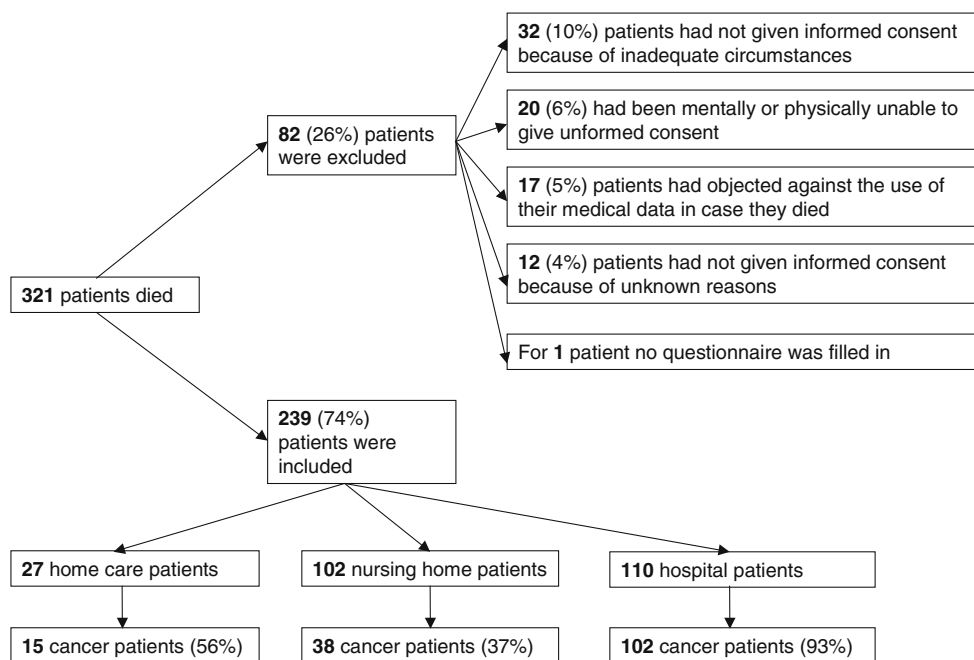 32 (10%) patients had not given informed consent
because of inadequate circumstances
20 (6%) had been mentally or physically unable to
give unformed consent
82 (26%) patients
were excluded
17 (5%) patients had objected against the use of
their medical data in case they died
12 (4%) patients had not given informed consent
because of unknown reasons
321 patients died
For 1 patient no questionnaire was filled in
239 (74%)
patients were
included
27 home care patients
102 nursing home patients
110 hospital patients
15 cancer patients (56%)
38 cancer patients (37%)
102 cancer patients (93%)